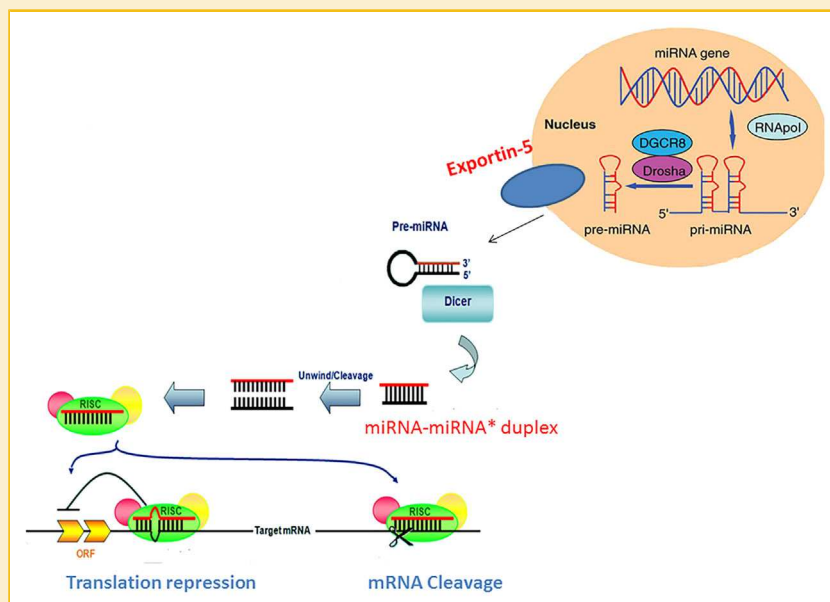 miRNA gene
RNApol
Nucleus
DGCR8
Exportin-5
Drosha
5'
3'
pre-miRNA
pri-miRNA
Pre-miRNA
3'
5'
Dicer
Unwind/Cleavage
RISC
miRNA-miRNA* duplex
RISC
RISC
Target mRNA
ORF
Translation repression
mRNA Cleavage